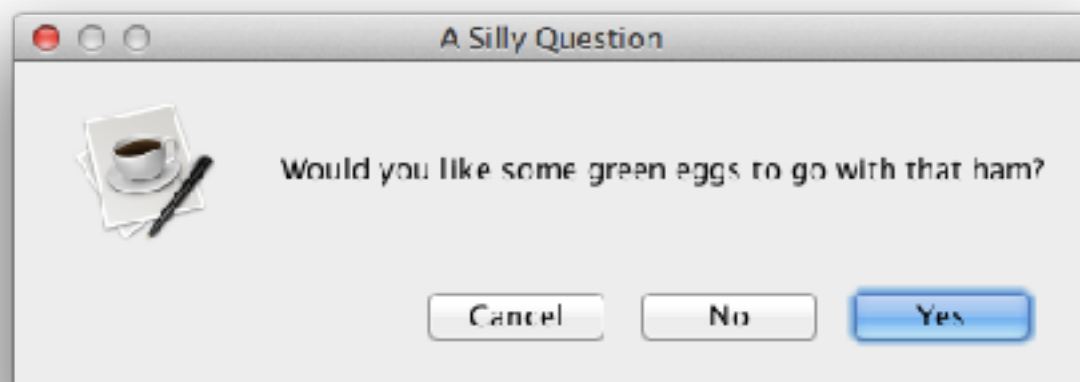 A Silly Question
Would you like some green eggs to go with that ham?
Cancel No Yes